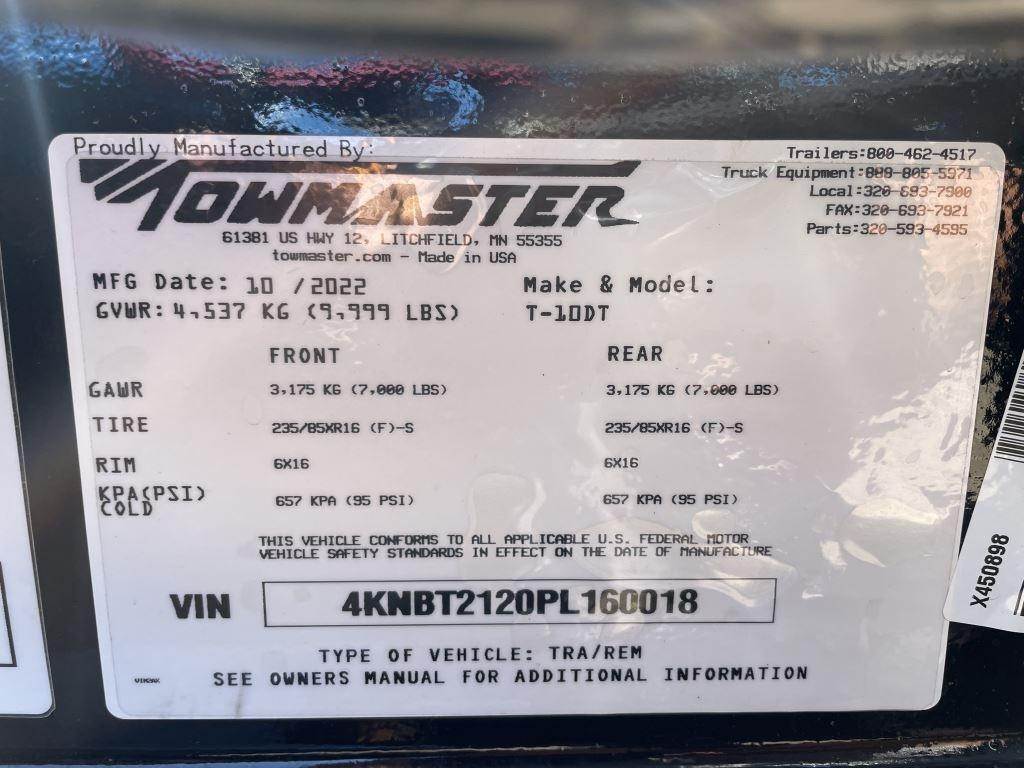 Proudly Manufactured By:
TOWMASTER
61381 US HWY 12, LITCHFIELD, MN 55355
towmaster.com - Made in USA
Trailers:800-462-4517
Truck Equipment:888-805-5971
Local:320-693-7900
FAX:320-693-7921
Parts:320-593-4595
MFG Date: 10 /2022
Make & Model:
GVWR: 4,537 KG (9,999 LBS)
T-10DT
FRONT REAR
GAWR 3,175 KG (7,000 LBS) 3,175 KG (7,000 LBS)
TIRE 235/85XR16 (F)-S 235/85XR16 (F)-S
RIM 6X16 6X16
KPA(PSI) COLD 657 KPA (95 PSI) 657 KPA (95 PSI)
THIS VEHICLE CONFORMS TO ALL APPLICABLE U.S. FEDERAL MOTOR
VEHICLE SAFETY STANDARDS IN EFFECT ON THE DATE OF MANUFACTURE
VIN 4KNBT2120PL160018
TYPE OF VEHICLE: TRA/REM
SEE OWNERS MANUAL FOR ADDITIONAL INFORMATION
X450898